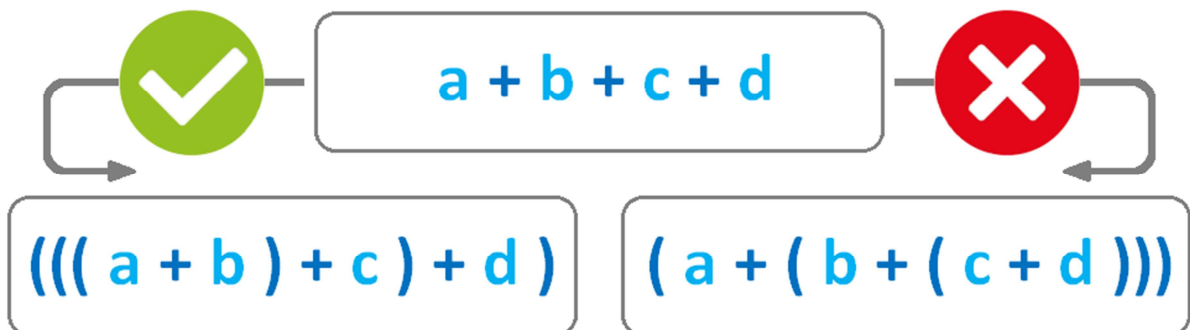 a + b + c + d
((( a + b ) + c ) + d )
( a + ( b + ( c + d )))